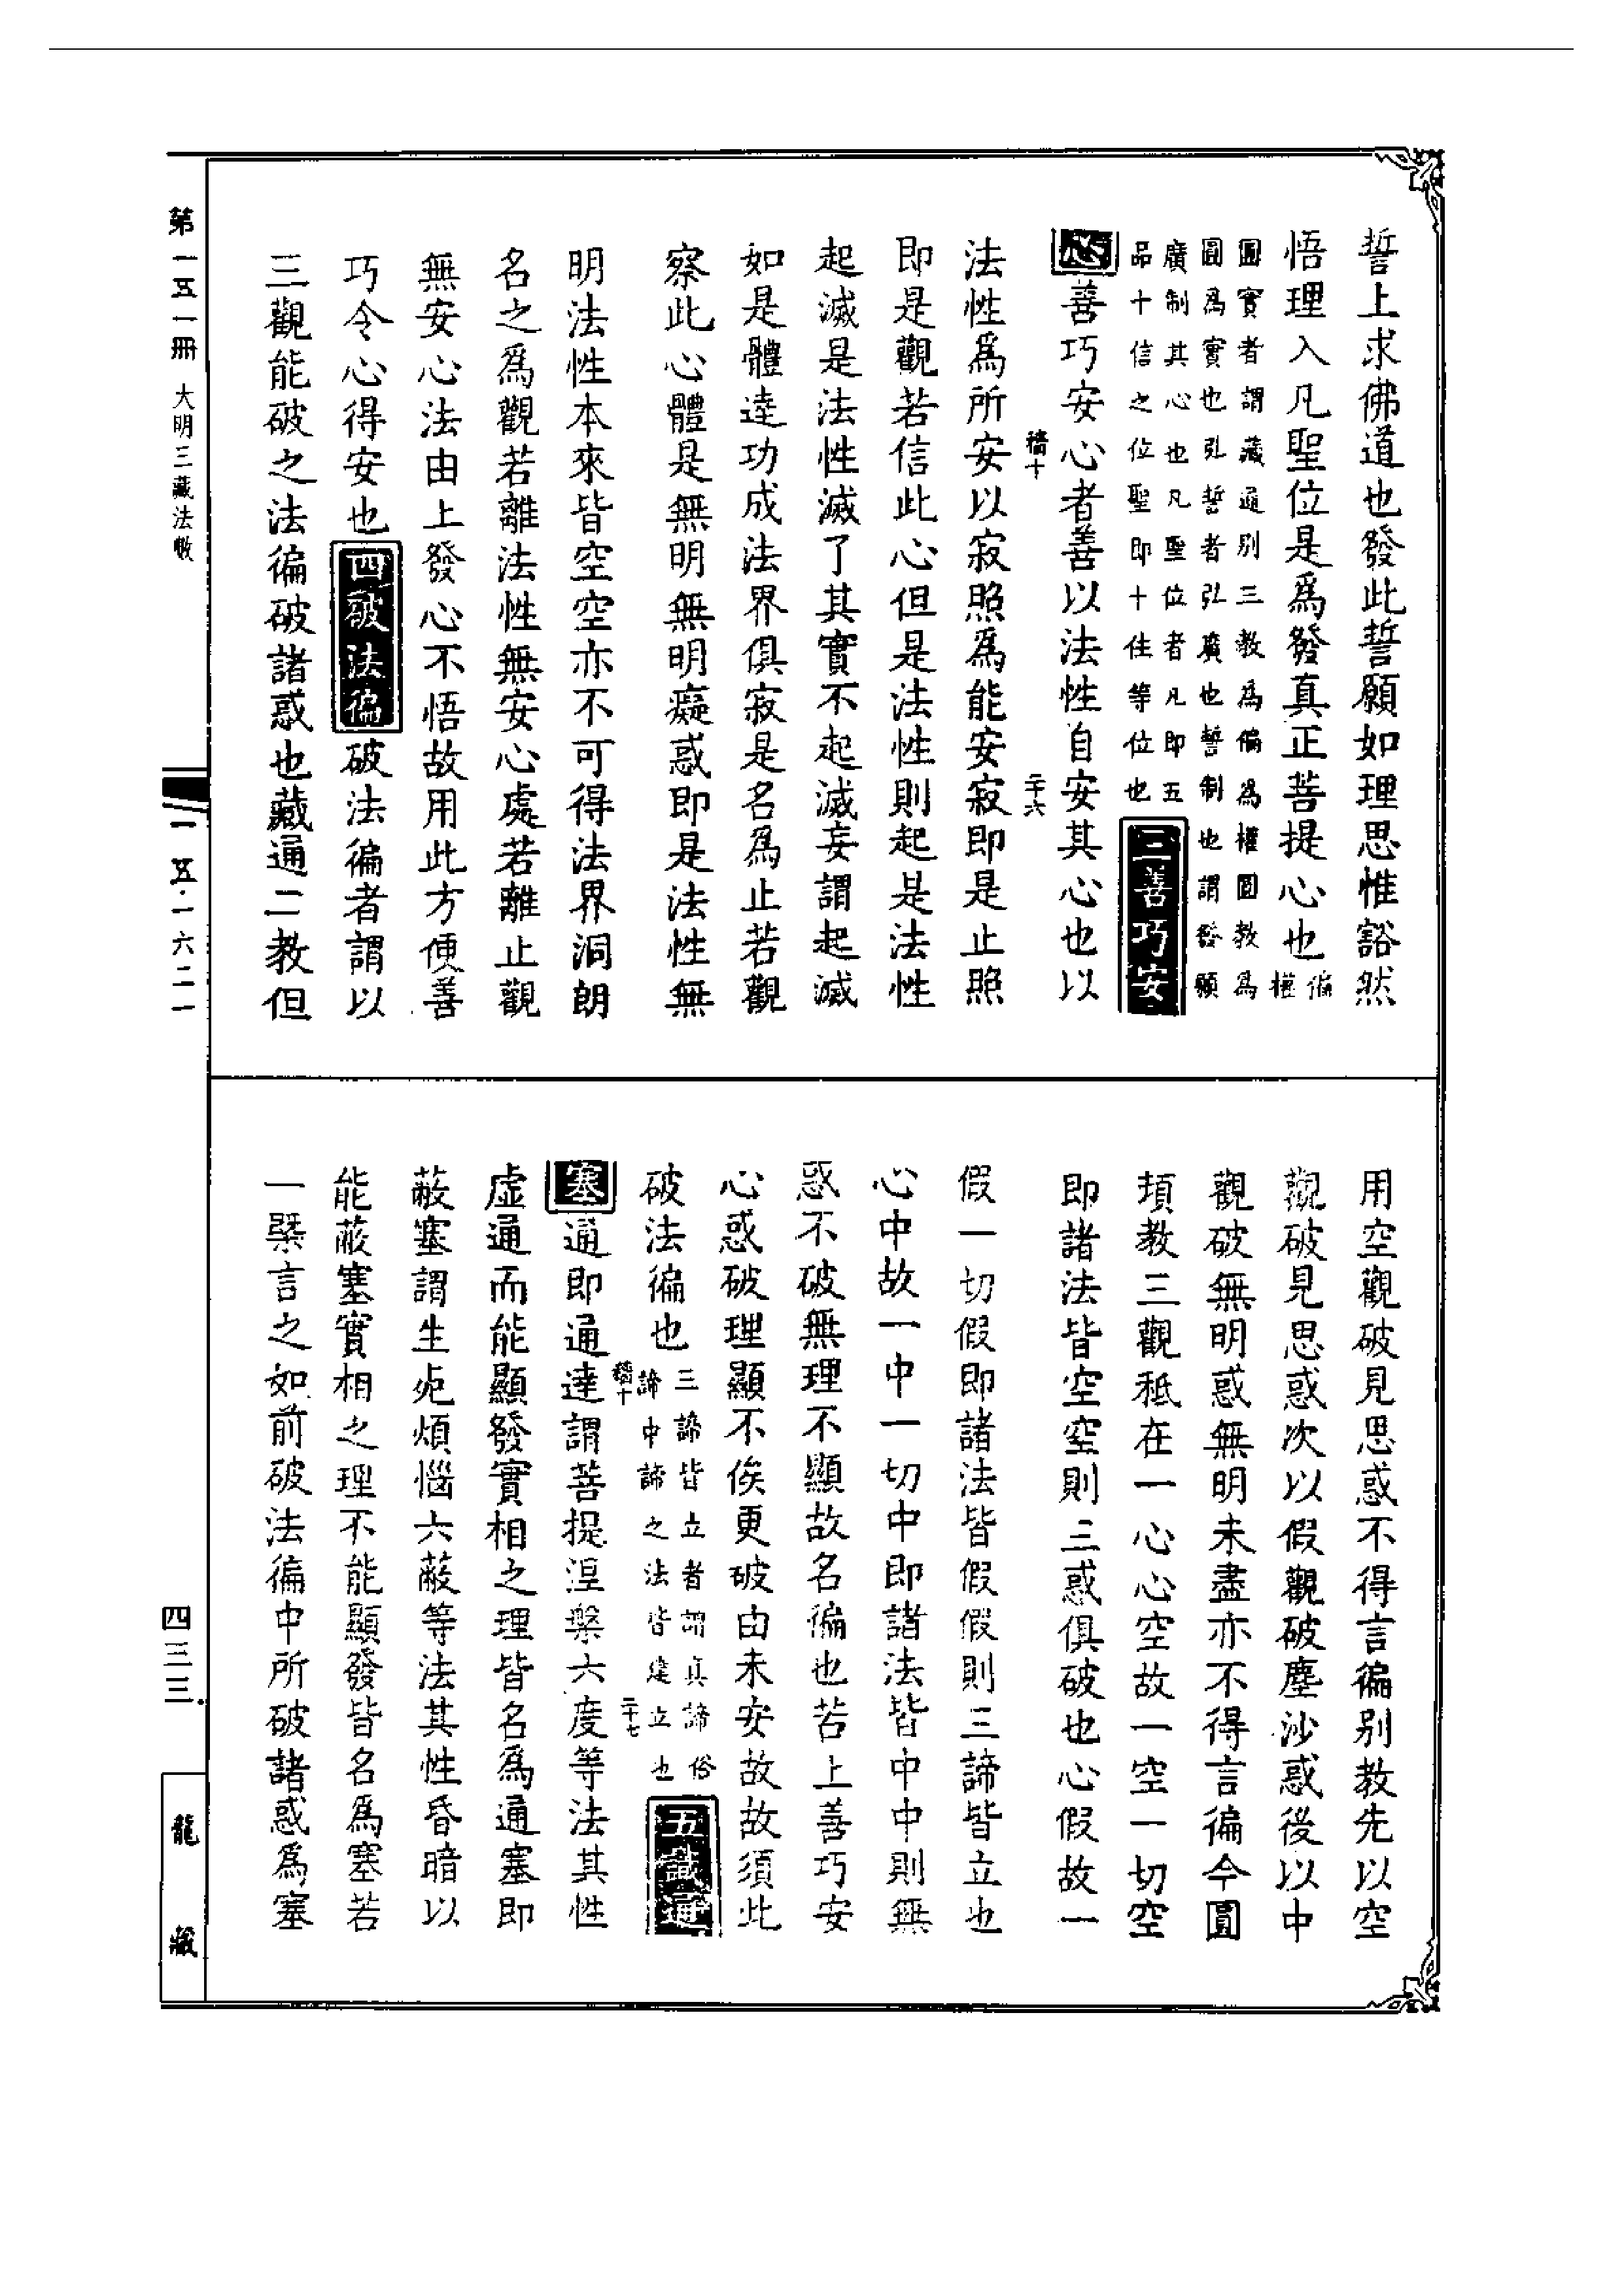 誓上求佛道也發此誓願如理思惟豁然
悟理入凡聖位是爲發真正菩提心也偏權
圓實者謂藏通別三教爲偏爲權圓教爲
圓爲實也弘誓者弘廣也誓制也謂發願
廣制其心也凡聖位者凡即五
品十信之位聖即十住等位也
三善巧安
心善巧安心者善以法性自安其心也以
法性爲所安以寂照爲能安寂即是止照
即是觀若信此心但是法性則起是法性
起滅是法性滅了其實不起滅妄謂起滅
如是體達功成法界俱寂是名爲止若觀
察此心體是無明無明癡惑即是法性無
明法性本來皆空空亦不可得法界洞朗
名之爲觀若離法性無安心處若離止觀
無安心法由上發心不悟故用此方便善
巧令心得安也四破法徧破法徧者謂以
三觀能破之法徧破諸惑也藏通二教但
用空觀破見思惑不得言徧別教先以空
觀破見思惑次以假觀破塵沙惑後以中
觀破無明惑無明未盡亦不得言徧今圓
頓教三觀秖在一心心空故一空一切空
即諸法皆空空則三惑俱破也心假故一
假一切假即諸法皆假假則三諦皆立也
心中故一中一切中即諸法皆中中則無
惑不破無理不顯故名徧也若上善巧安
心惑破理顯不俟更破由未安故故須此
破法徧也三諦皆立者謂真諦俗
諦中諦之法皆建立也
五識通
塞通即通達謂菩提涅槃六度等法其性
虛通而能顯發實相之理皆名爲通塞即
蔽塞謂生死煩惱六蔽等法其性昏暗以
能蔽塞實相之理不能顯發皆名爲塞若
一槩言之如前破法徧中所破諸惑爲塞
第一五一冊 大明三藏法數
一五·一六二一
四三三
龍藏
二十六
二十七